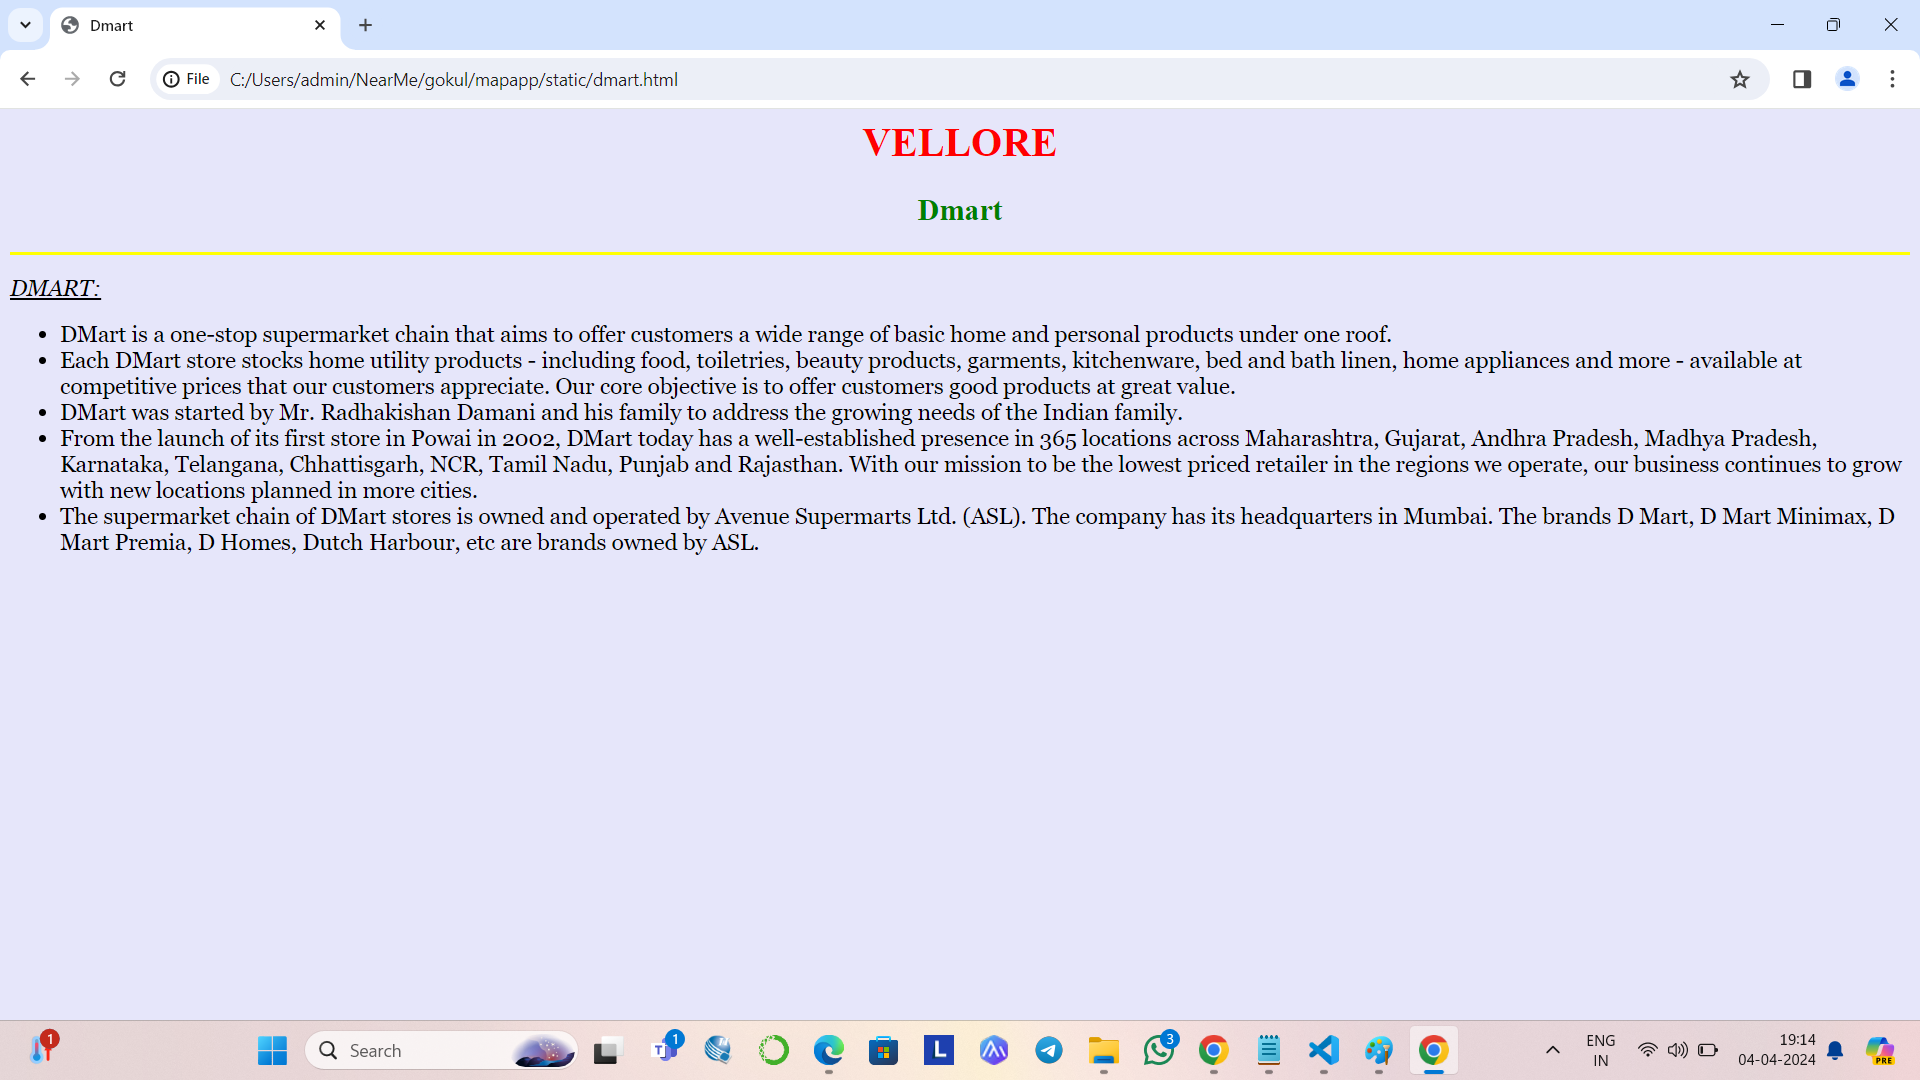 Dmart
File
C:/Users/admin/NearMe/gokul/mapapp/static/dmart.html
VELLORE
Dmart
DMART:
• DMart is a one-stop supermarket chain that aims to offer customers a wide range of basic home and personal products under one roof.
• Each DMart store stocks home utility products - including food, toiletries, beauty products, garments, kitchenware, bed and bath linen, home appliances and more - available at
competitive prices that our customers appreciate. Our core objective is to offer customers good products at great value.
• DMart was started by Mr. Radhakishan Damani and his family to address the growing needs of the Indian family.
• From the launch of its first store in Powai in 2002, DMart today has a well-established presence in 365 locations across Maharashtra, Gujarat, Andhra Pradesh, Madhya Pradesh,
Karnataka, Telangana, Chhattisgarh, NCR, Tamil Nadu, Punjab and Rajasthan. With our mission to be the lowest priced retailer in the regions we operate, our business continues to grow
with new locations planned in more cities.
• The supermarket chain of DMart stores is owned and operated by Avenue Supermarts Ltd. (ASL). The company has its headquarters in Mumbai. The brands D Mart, D Mart Minimax, D
Mart Premia, D Homes, Dutch Harbour, etc are brands owned by ASL.
1
Search
T
1
L
3
ENG
IN
19:14
04-04-2024
PRE